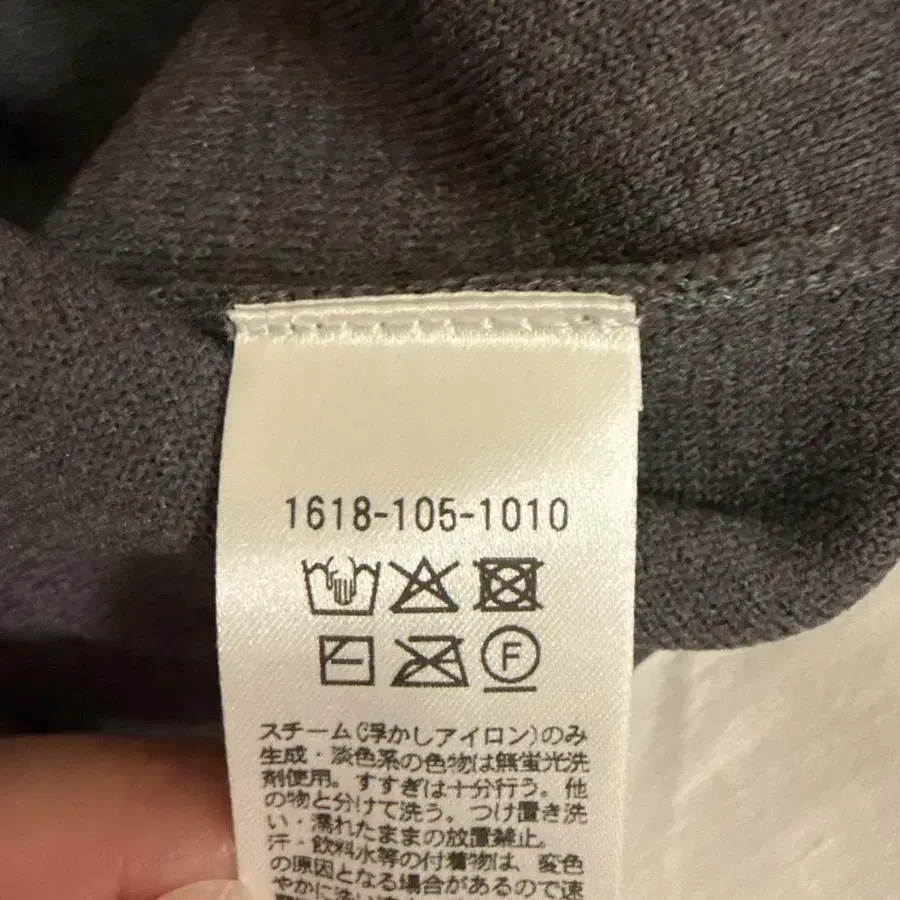 1618-105-1010
F
スチーム(浮かしアイロン)のみ
生成・淡色系の色物は無蛍光洗
剤使用。すすぎは十分行う。他
の物と分けて洗う。つけ置き洗
い・濡れたままの放置禁止。
汗・飲料水等の付着物は、変色
の原因となる場合があるので速
やかに洗い